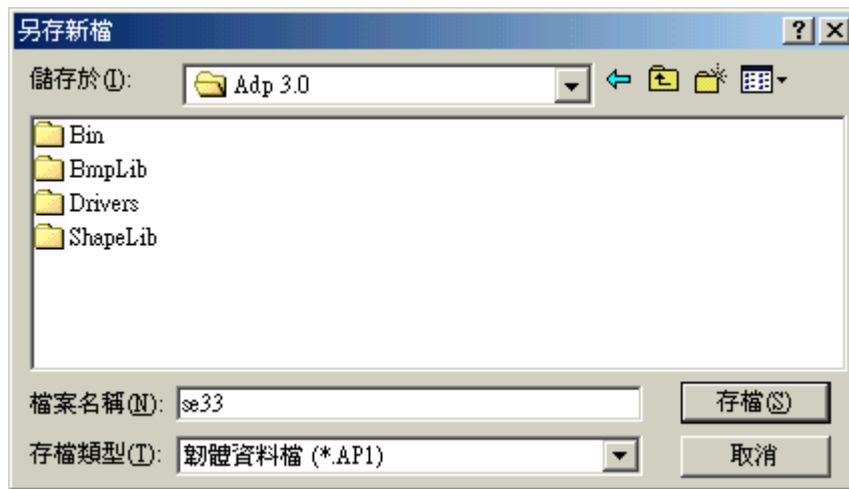 另存新檔
儲存於(I): Adp 3.0
Bin
BmpLib
Drivers
ShapeLib
檔案名稱(N): se33 存檔(S)
存檔類型(T): 韌體資料檔 (*.AP1) 取消